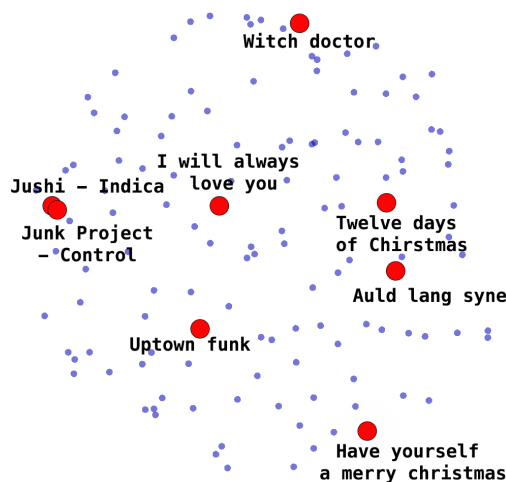 Witch doctor
I will always
love you
Jushi – Indica
Junk Project
– Control
Twelve days
of Chirstmas
Auld lang syne
Uptown funk
Have yourself
a merry christmas